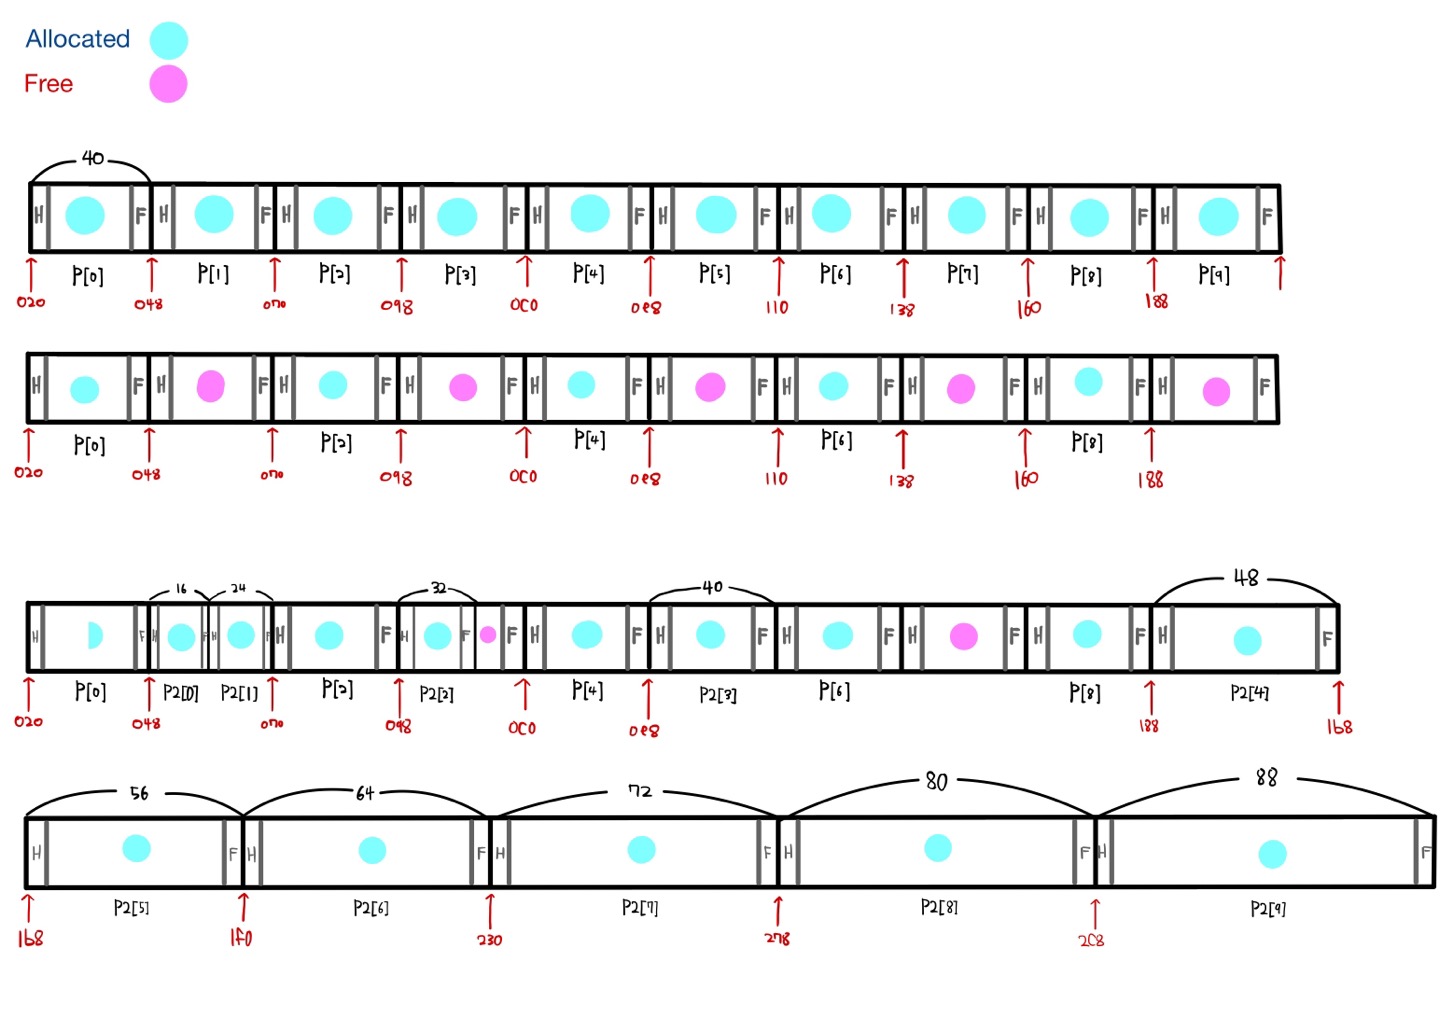 Allocated
Free
40
H F H F H F H F H F H F H F H F H F H F
P[0] P[1] P[2] P[3] P[4] P[5] P[6] P[7] P[8] P[9]
020 048 070 098 0C0 0e8 110 138 160 188
H F H F H F H F H F H F H F H F H F H F
P[0] P[2] P[4] P[6] P[8]
020 048 070 098 0C0 0e8 110 138 160 188
16 24 32 40 48
H F H F H F H F H F F H F H F H F H F H F H F
P[0] P2[0] P2[1] P[2] P2[2] P[4] P2[3] P[6] P[8] P2[4]
020 048 070 098 0C0 0e8 188 1b8
56 64 72 80 88
H F H F H F H F H F
P2[5] P2[6] P2[7] P2[8] P2[9]
1b8 1f0 230 278 2C8